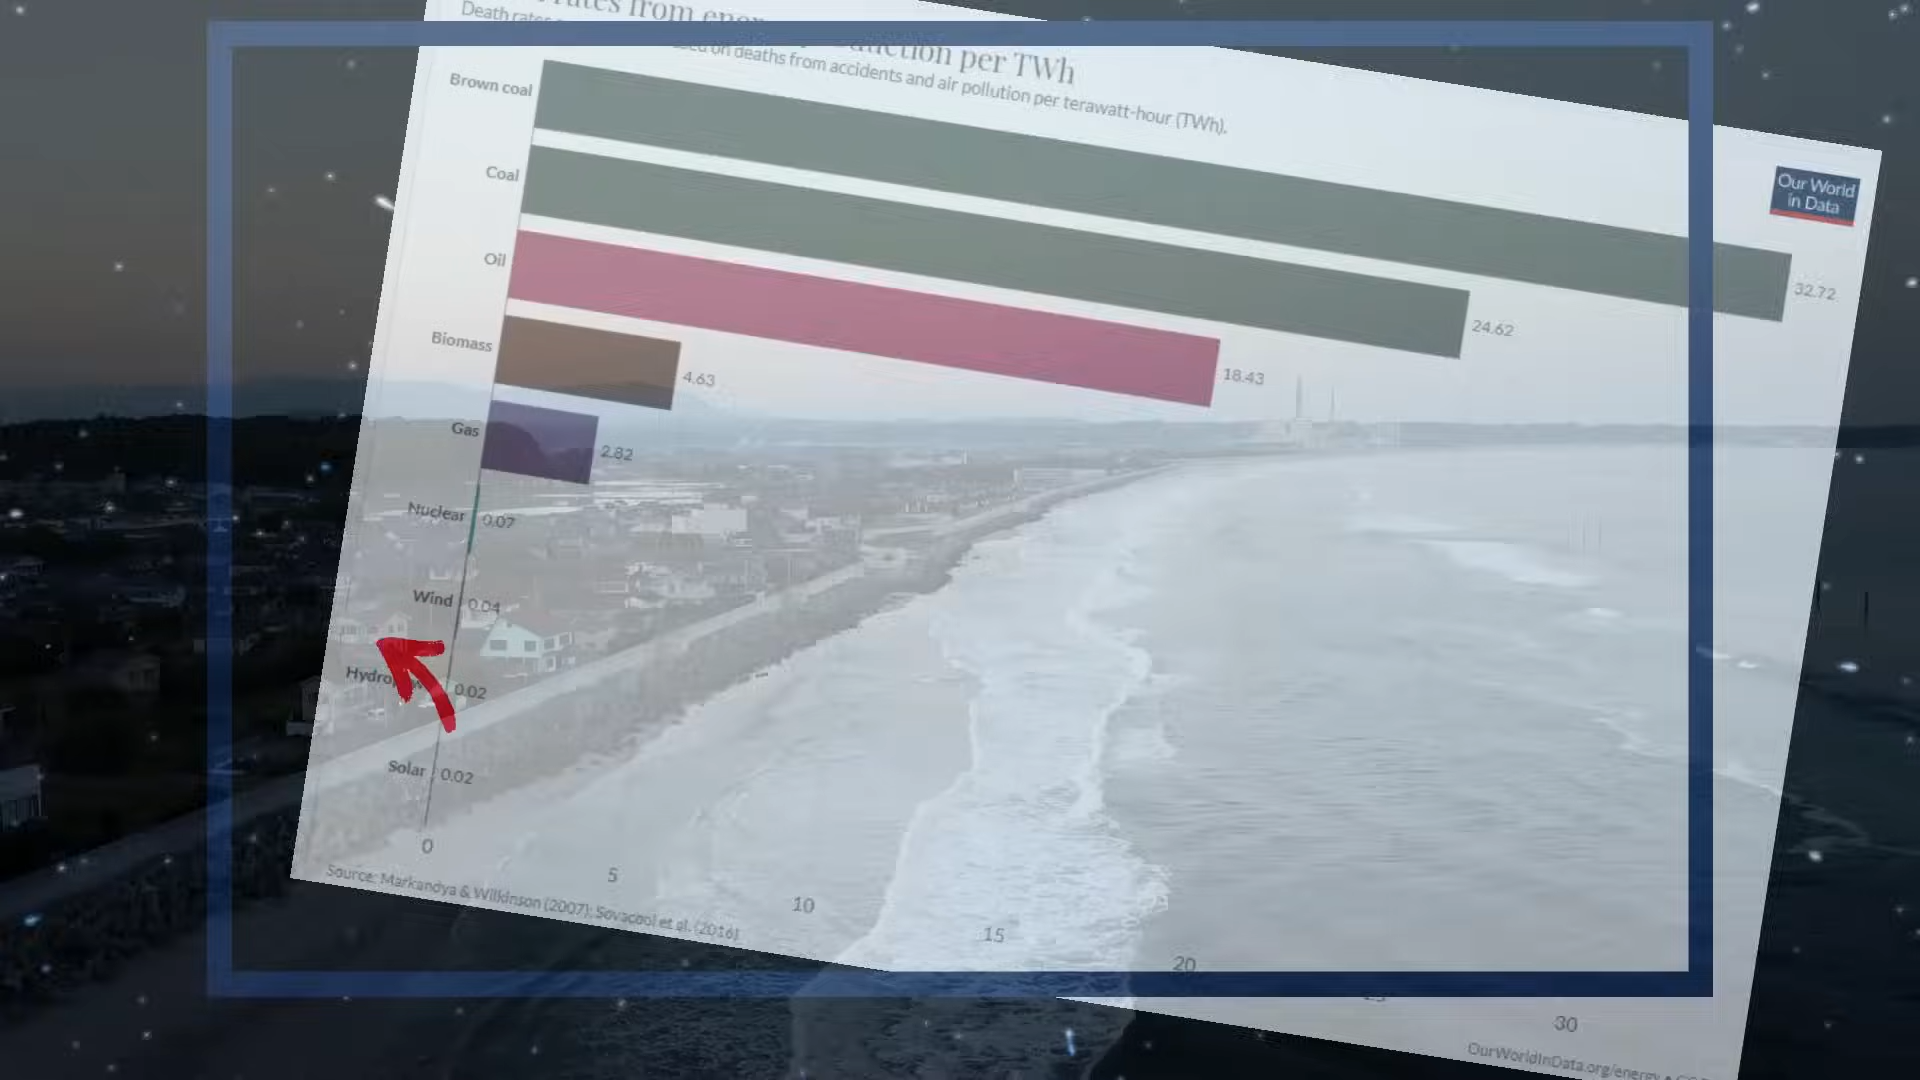 rates from
ction per TWh
Death rates
on deaths from accidents and air pollution per terawatt-hour (TWh).
Our World
in Data
Brown coal
32.72
Coal
24.62
Oil
18.43
Biomass
4.63
Gas
2.82
Nuclear
0.07
Wind
0.04
Hydro
0.02
Solar
0.02
0
5
10
15
20
30
Source: Markandya & Wilkinson (2007); Sovacool et al. (2016)
OurWorldInData.org/energy